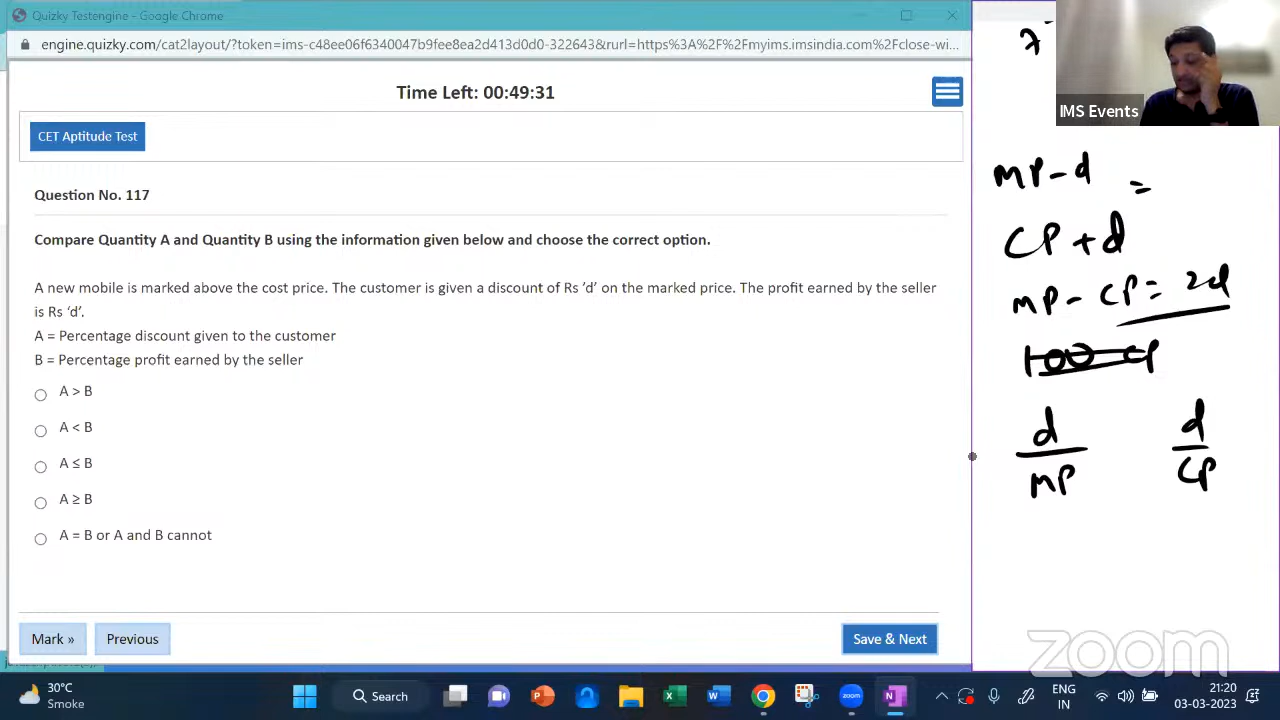 Quizky Testengine - Google Chrome
engine.quizky.com/cat2layout/?token=ims-c48ee06f6340047b9fee8ea2d413d0d0-322643&rurl=https%3A%2F%2Fmyims.imsindia.com%2Fclose-wi...
Time Left: 00:49:31
IMS Events
CET Aptitude Test
Question No. 117
Compare Quantity A and Quantity B using the information given below and choose the correct option.
A new mobile is marked above the cost price. The customer is given a discount of Rs 'd' on the marked price. The profit earned by the seller
is Rs 'd'.
A = Percentage discount given to the customer
B = Percentage profit earned by the seller
A > B
A < B
A ≤ B
A ≥ B
A = B or A and B cannot
Mark »
Previous
Save & Next
MP - d =
CP + d
MP - CP = 2d
100 CP
d d
MP CP
zoom
30°C
Smoke
Search
ENG
IN
21:20
03-03-2023